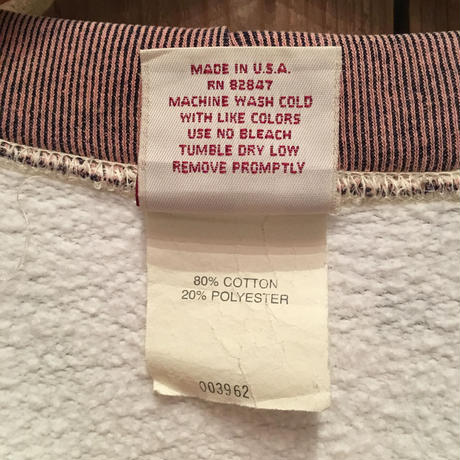 MADE IN U.S.A.
RN 82847
MACHINE WASH COLD
WITH LIKE COLORS
USE NO BLEACH
TUMBLE DRY LOW
REMOVE PROMPTLY
80% COTTON
20% POLYESTER
003962